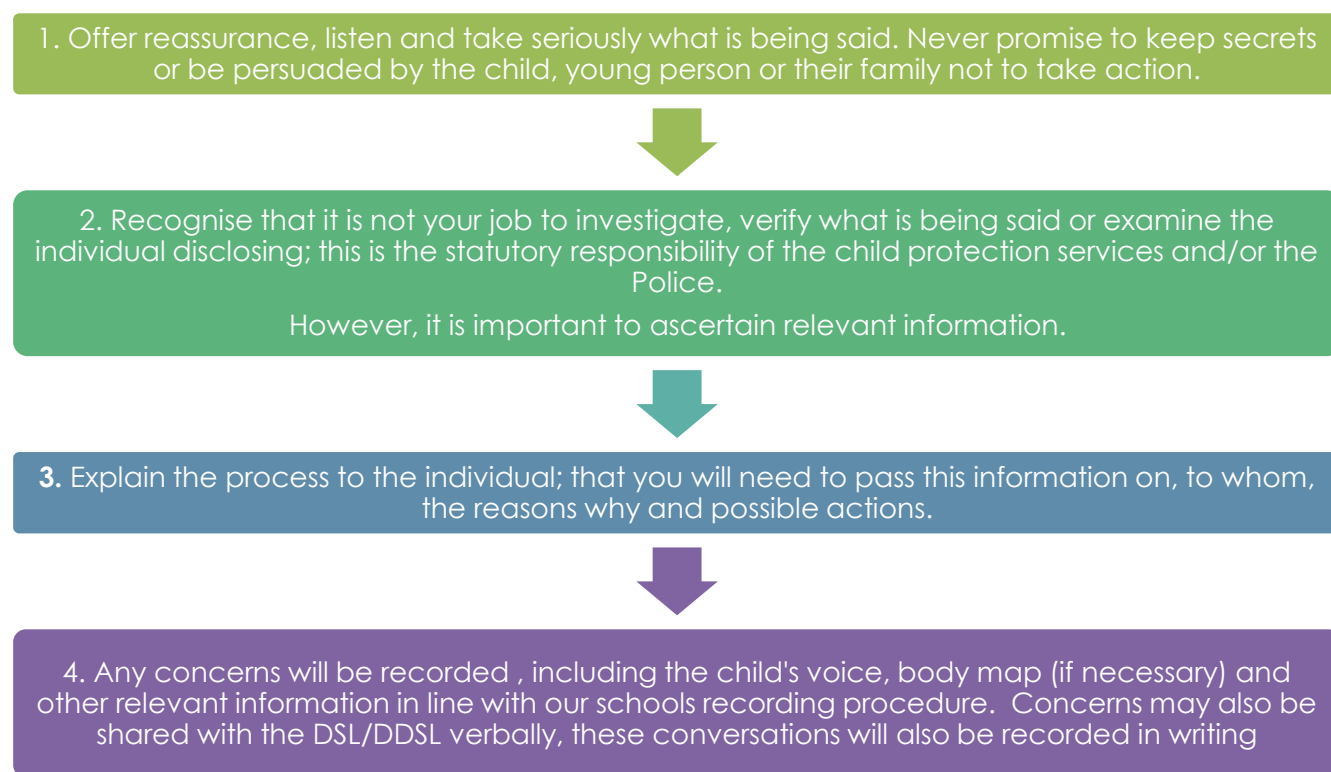 1. Offer reassurance, listen and take seriously what is being said. Never promise to keep secrets
or be persuaded by the child, young person or their family not to take action.
2. Recognise that it is not your job to investigate, verify what is being said or examine the
individual disclosing; this is the statutory responsibility of the child protection services and/or the
Police.
However, it is important to ascertain relevant information.
3. Explain the process to the individual; that you will need to pass this information on, to whom,
the reasons why and possible actions.
4. Any concerns will be recorded , including the child's voice, body map (if necessary) and
other relevant information in line with our schools recording procedure.  Concerns may also be
shared with the DSL/DDSL verbally, these conversations will also be recorded in writing